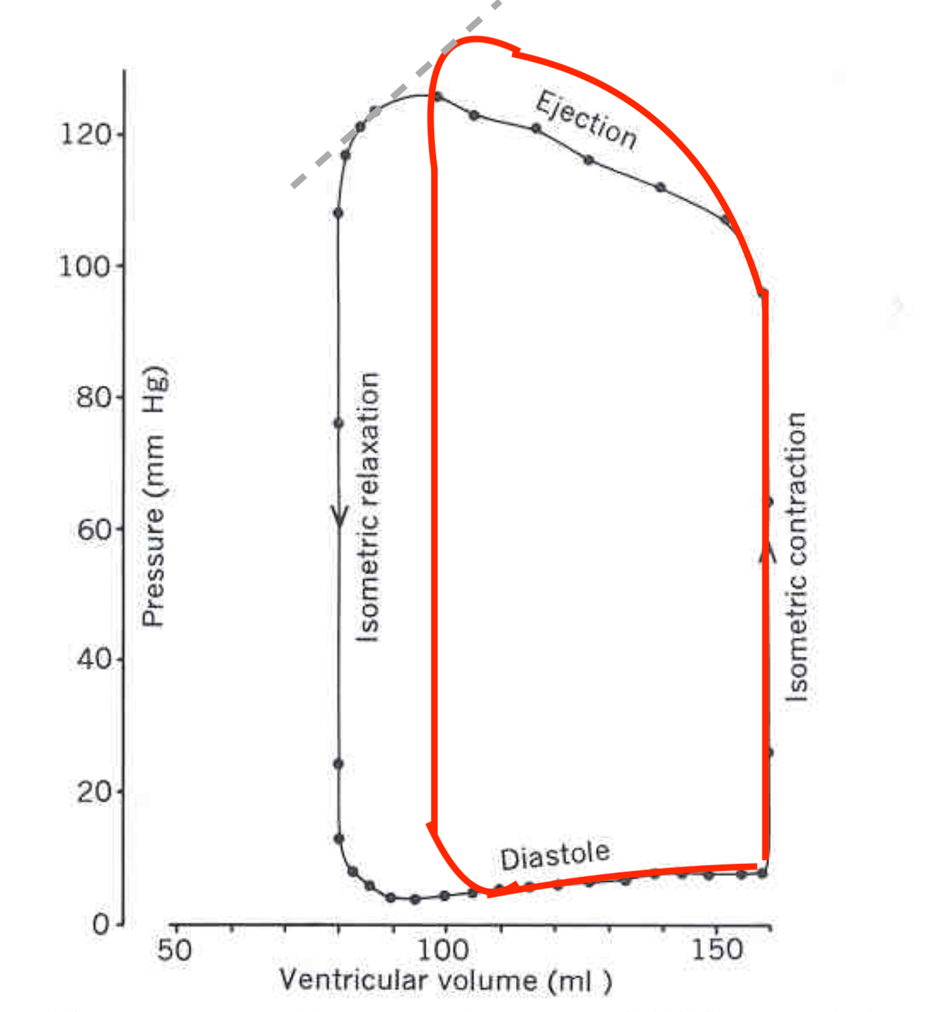 120
100
80
60
40
20
0
Pressure (mm Hg)
Ejection
Isometric relaxation
Isometric contraction
Diastole
50
100
150
Ventricular volume (ml )